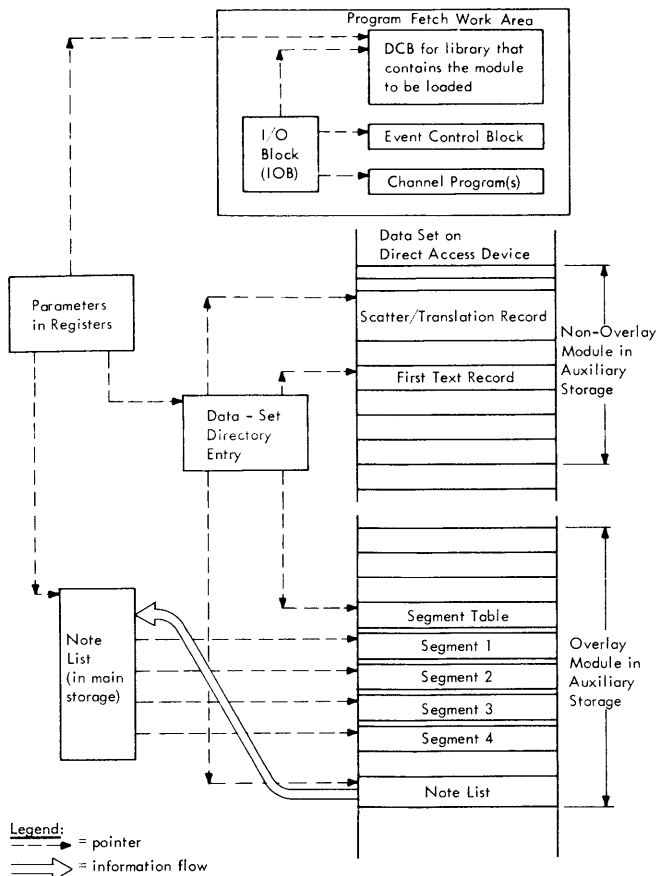 Program Fetch Work Area
DCB for library that
contains the module
to be loaded
I/O
Block
(IOB)
Event Control Block
Channel Program(s)
Data Set on
Direct Access Device
Parameters
in Registers
Scatter/Translation Record
Non-Overlay
Module in
Auxiliary
Storage
First Text Record
Data - Set
Directory
Entry
Segment Table
Note
List
(in main
storage)
Segment 1
Segment 2
Segment 3
Segment 4
Overlay
Module in
Auxiliary
Storage
Note List
Legend:
= pointer
= information flow